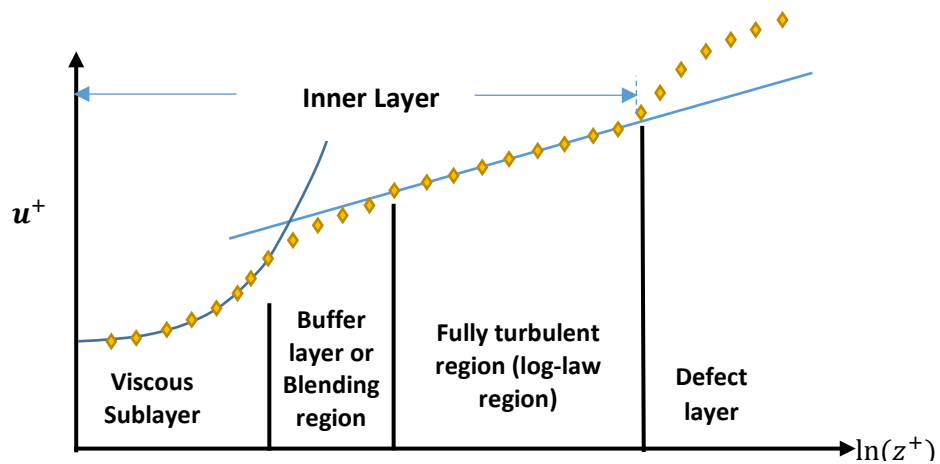 Inner Layer
u⁺
Viscous
Sublayer
Buffer
layer or
Blending
region
Fully turbulent
region (log-law
region)
Defect
layer
ln(z⁺)